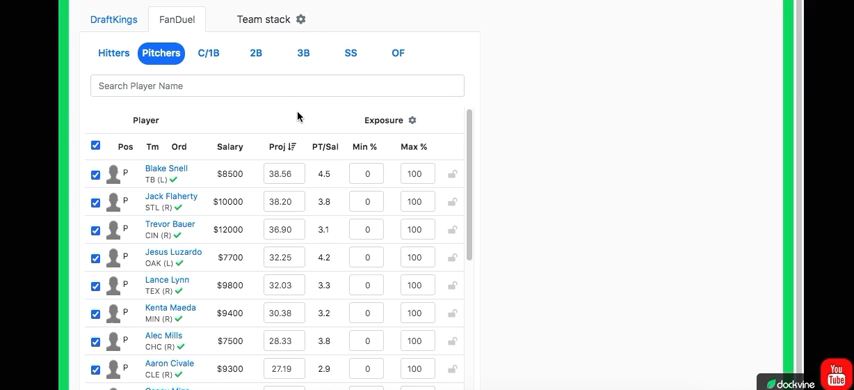 DraftKings FanDuel Team stack
Hitters Pitchers C/1B 2B 3B SS OF
Search Player Name
Player Exposure
Pos Tm Ord Salary Proj PT/Sal Min % Max %
P Blake Snell $8500 38.56 4.5 0 100
TB (L)
P Jack Flaherty $10000 38.20 3.8 0 100
STL (R)
P Trevor Bauer $12000 36.90 3.1 0 100
CIN (R)
P Jesus Luzardo $7700 32.25 4.2 0 100
OAK (L)
P Lance Lynn $9800 32.03 3.3 0 100
TEX (R)
P Kenta Maeda $9400 30.38 3.2 0 100
MIN (R)
P Alec Mills $7500 28.33 3.8 0 100
CHC (R)
P Aaron Civale $9300 27.19 2.9 0 100
CLE (R)
dockvine
You
Tube